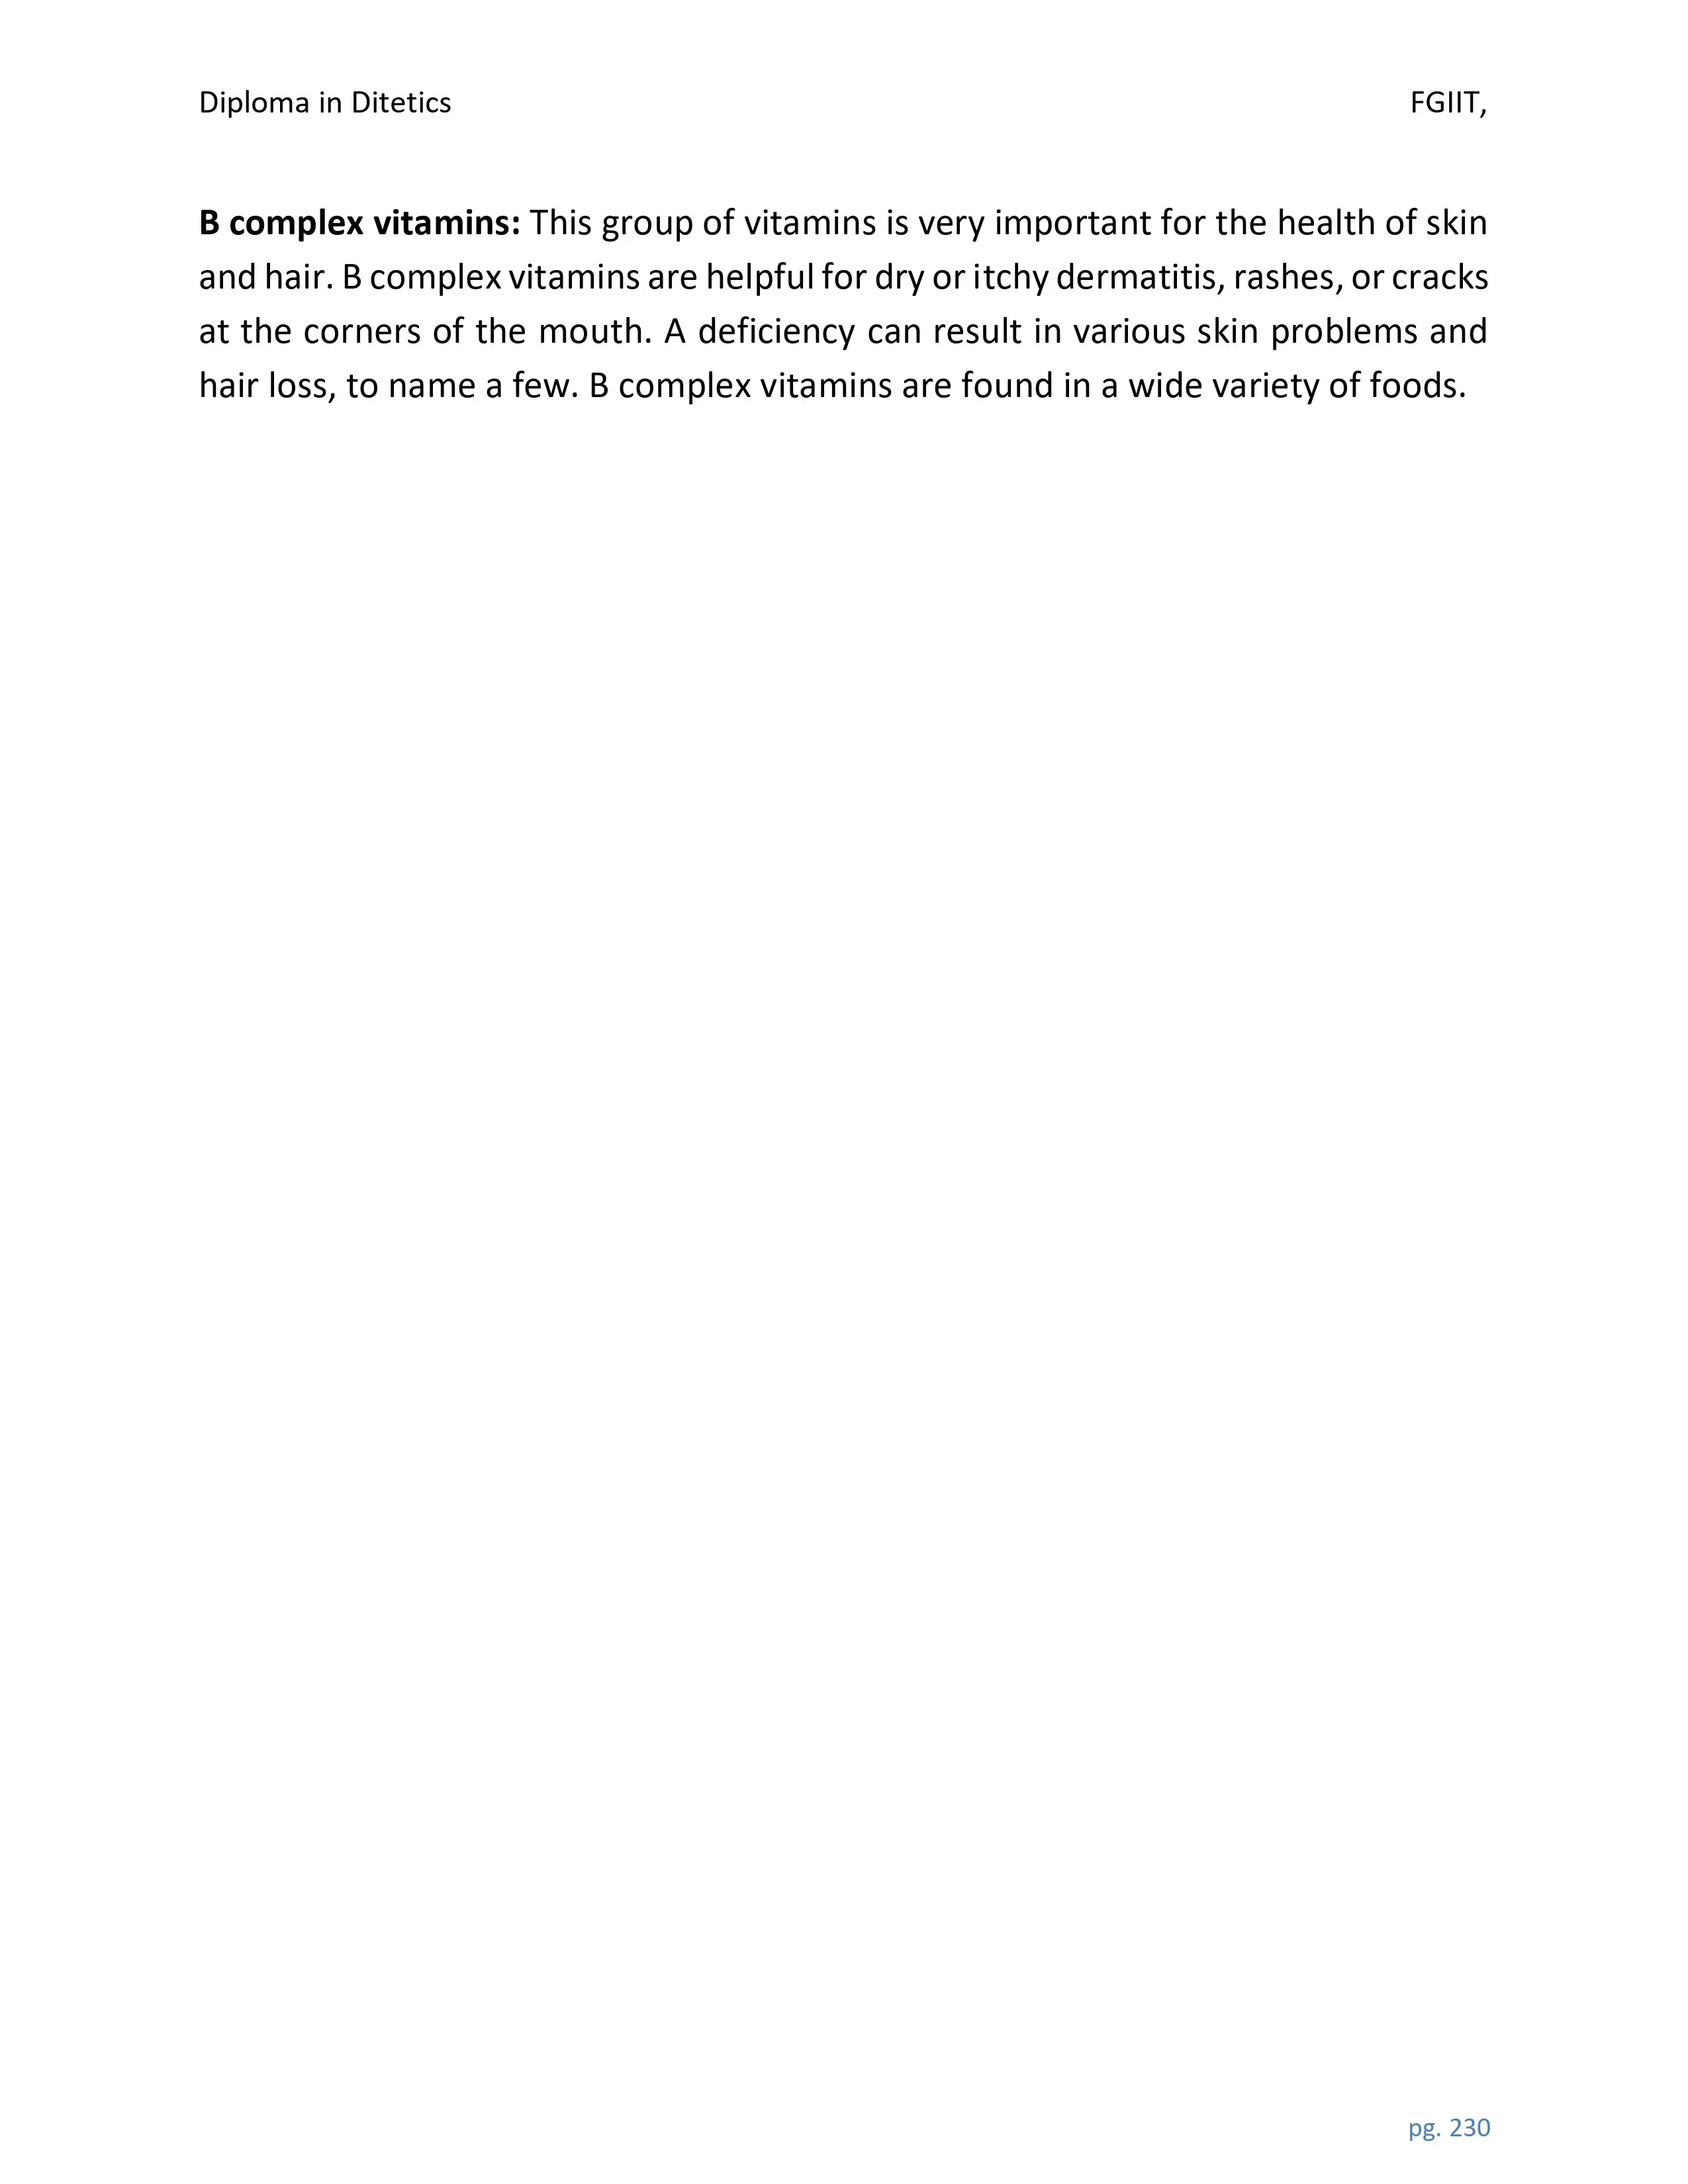 Diploma in Ditetics FGIIT,
B complex vitamins: This group of vitamins is very important for the health of skin
and hair. B complex vitamins are helpful for dry or itchy dermatitis, rashes, or cracks
at the corners of the mouth. A deficiency can result in various skin problems and
hair loss, to name a few. B complex vitamins are found in a wide variety of foods.
pg. 230